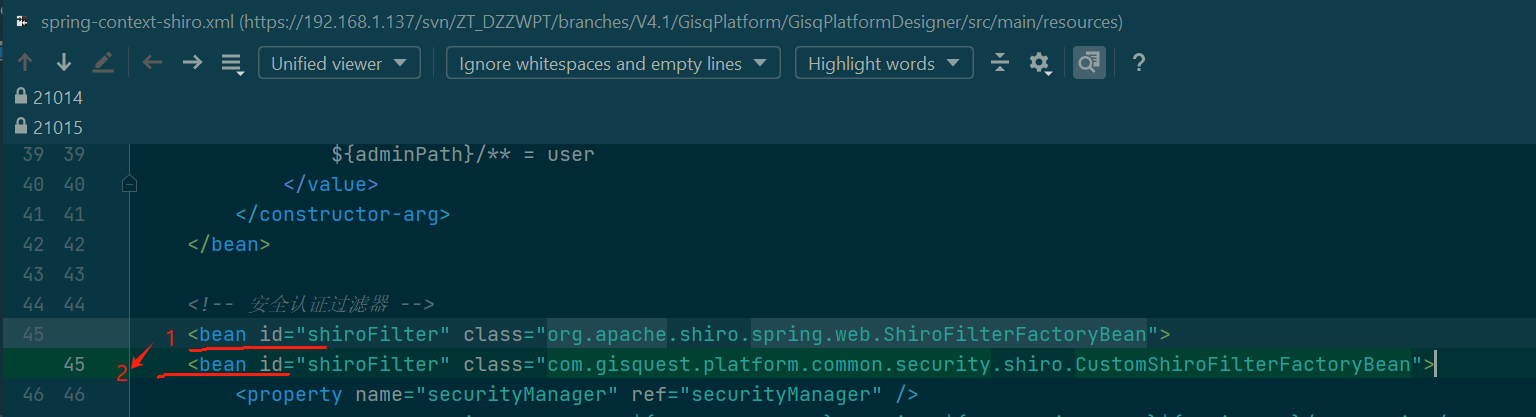 spring-context-shiro.xml (https://192.168.1.137/svn/ZT_DZZWPT/branches/V4.1/GisqPlatform/GisqPlatformDesigner/src/main/resources)
Unified viewer Ignore whitespaces and empty lines Highlight words ?
21014
21015
39 39 ${adminPath}/** = user
40 40 </value>
41 41 </constructor-arg>
42 42 </bean>
43 43
44 44 <!-- 安全认证过滤器 -->
45 1 <bean id="shiroFilter" class="org.apache.shiro.spring.web.ShiroFilterFactoryBean">
45 2 <bean id="shiroFilter" class="com.gisquest.platform.common.security.shiro.CustomShiroFilterFactoryBean">
46 46 <property name="securityManager" ref="securityManager" />